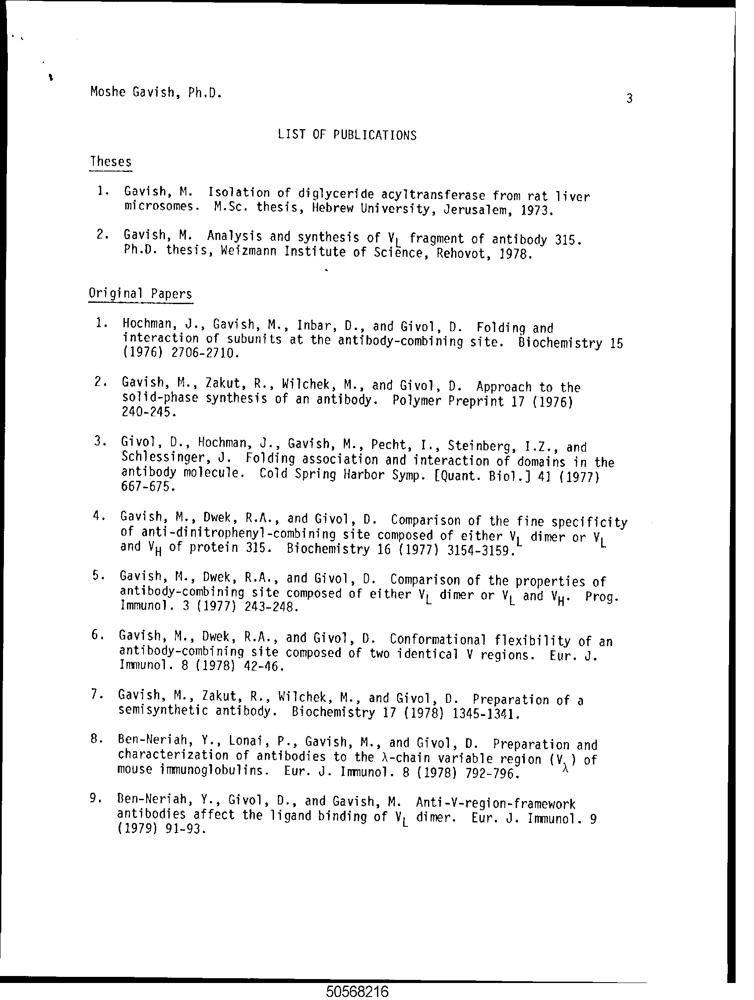 Moshe Gavish, Ph.D.
3
LIST OF PUBLICATIONS
Theses
1. Gavish, M. Isolation of diglyceride acyltransferase from rat liver
microsomes. M.Sc. thesis, Hebrew University, Jerusalem, 1973.
2. Gavish, M. Analysis and synthesis of VL fragment of antibody 315.
Ph.D. thesis, Weizmann Institute of Science, Rehovot, 1978.
Original Papers
1. Hochman, J., Gavish, M., Inbar, D., and Givol, D. Folding and
interaction of subunits at the antibody-combining site. Biochemistry 15
(1976) 2706-2710.
2. Gavish, M., Zakut, R., Wilchek, M., and Givol, D. Approach to the
solid-phase synthesis of an antibody. Polymer Preprint 17 (1976)
240-245.
3. Givol, D., Hochman, J., Gavish, M., Pecht, I., Steinberg, I.Z., and
Schlessinger, J. Folding association and interaction of domains in the
antibody molecule. Cold Spring Harbor Symp. [Quant. Biol.] 41 (1977)
667-675.
4. Gavish, M., Dwek, R.A., and Givol, D. Comparison of the fine specificity
of anti-dinitrophenyl-combining site composed of either VL dimer or VL
and VH of protein 315. Biochemistry 16 (1977) 3154-3159.
5. Gavish, M., Dwek, R.A., and Givol, D. Comparison of the properties of
antibody-combining site composed of either VL dimer or VL and VH. Prog.
Immunol. 3 (1977) 243-248.
6. Gavish, M., Dwek, R.A., and Givol, D. Conformational flexibility of an
antibody-combining site composed of two identical V regions. Eur. J.
Immunol. 8 (1978) 42-46.
7. Gavish, M., Zakut, R., Wilchek, M., and Givol, D. Preparation of a
semisynthetic antibody. Biochemistry 17 (1978) 1345-1341.
8. Ben-Neriah, Y., Lonai, P., Gavish, M., and Givol, D. Preparation and
characterization of antibodies to the λ-chain variable region (Vλ) of
mouse immunoglobulins. Eur. J. Immunol. 8 (1978) 792-796.
9. Ben-Neriah, Y., Givol, D., and Gavish, M. Anti-V-region-framework
antibodies affect the ligand binding of VL dimer. Eur. J. Immunol. 9
(1979) 91-93.
50568216